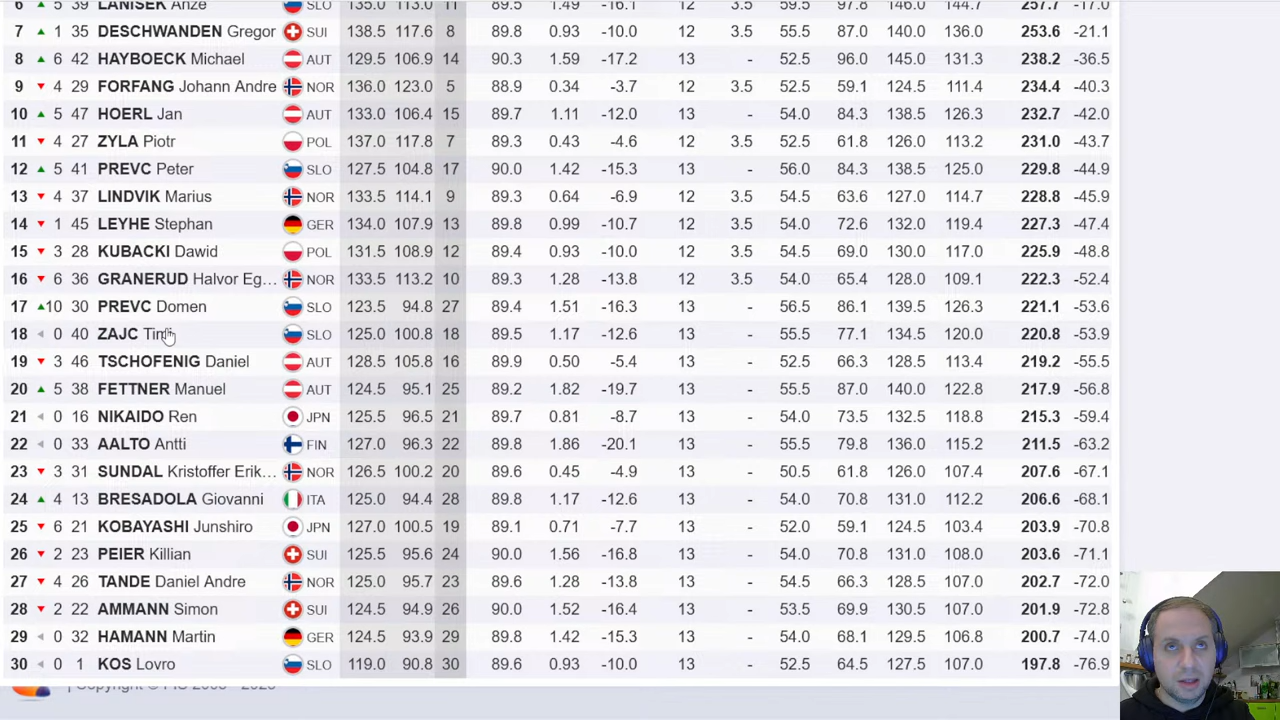 6 5 39 LANISEK Anze SLO 135.0 113.0 11 89.5 1.49 -16.1 12 3.5 59.5 97.8 146.0 144.7 257.7 -17.0
7 1 35 DESCHWANDEN Gregor SUI 138.5 117.6 8 89.8 0.93 -10.0 12 3.5 55.5 87.0 140.0 136.0 253.6 -21.1
8 6 42 HAYBOECK Michael AUT 129.5 106.9 14 90.3 1.59 -17.2 13 - 52.5 96.0 145.0 131.3 238.2 -36.5
9 4 29 FORFANG Johann Andre NOR 136.0 123.0 5 88.9 0.34 -3.7 12 3.5 52.5 59.1 124.5 111.4 234.4 -40.3
10 5 47 HOERL Jan AUT 133.0 106.4 15 89.7 1.11 -12.0 13 - 54.0 84.3 138.5 126.3 232.7 -42.0
11 4 27 ZYLA Piotr POL 137.0 117.8 7 89.3 0.43 -4.6 12 3.5 52.5 61.8 126.0 113.2 231.0 -43.7
12 5 41 PREVC Peter SLO 127.5 104.8 17 90.0 1.42 -15.3 13 - 56.0 84.3 138.5 125.0 229.8 -44.9
13 4 37 LINDVIK Marius NOR 133.5 114.1 9 89.3 0.64 -6.9 12 3.5 54.5 63.6 127.0 114.7 228.8 -45.9
14 1 45 LEYHE Stephan GER 134.0 107.9 13 89.8 0.99 -10.7 12 3.5 54.0 72.6 132.0 119.4 227.3 -47.4
15 3 28 KUBACKI Dawid POL 131.5 108.9 12 89.4 0.93 -10.0 12 3.5 54.5 69.0 130.0 117.0 225.9 -48.8
16 6 36 GRANERUD Halvor Eg... NOR 133.5 113.2 10 89.3 1.28 -13.8 12 3.5 54.0 65.4 128.0 109.1 222.3 -52.4
17 10 30 PREVC Domen SLO 123.5 94.8 27 89.4 1.51 -16.3 13 - 55.5 86.1 139.5 126.3 221.1 -53.6
18 0 40 ZAJC SLO 125.0 100.8 18 89.5 1.17 -12.6 13 - 55.5 77.1 134.5 120.0 220.8 -53.9
19 3 46 TSCHOFENIG Daniel AUT 128.5 105.8 16 89.9 0.50 -5.4 13 - 52.5 66.3 128.5 113.4 219.2 -55.5
20 5 38 FETTNER Manuel AUT 124.5 95.1 25 89.2 1.82 -19.7 13 - 55.5 87.0 140.0 122.8 217.9 -56.8
21 0 16 NIKAIDO Ren JPN 125.5 96.5 21 89.7 0.81 -8.7 13 - 54.0 73.5 132.5 118.8 215.3 -59.4
22 0 33 AALTO Antti FIN 127.0 96.3 22 89.8 1.86 -20.1 13 - 55.5 79.8 136.0 115.2 211.5 -63.2
23 3 31 SUNDAL Kristoffer Erik... NOR 126.5 100.2 20 89.6 0.45 -4.9 13 - 50.5 61.8 126.0 107.4 207.6 -67.1
24 4 13 BRESADOLA Giovanni ITA 125.0 94.4 28 89.8 1.17 -12.6 13 - 54.0 70.8 131.0 112.2 206.6 -68.1
25 6 21 KOBAYASHI Junshiro JPN 127.0 100.5 19 89.1 0.71 -7.7 13 - 52.0 59.1 124.5 103.4 203.9 -70.8
26 2 23 PEIER Killian SUI 125.5 95.6 24 90.0 1.56 -16.8 13 - 54.0 70.8 131.0 108.0 203.6 -71.1
27 4 26 TANDE Daniel Andre NOR 125.0 95.7 23 89.6 1.28 -13.8 13 - 54.5 66.3 128.5 107.0 202.7 -72.0
28 2 22 AMMANN Simon SUI 124.5 94.9 26 90.0 1.52 -16.4 13 - 53.5 69.9 130.5 107.0 201.9 -72.8
29 0 32 HAMANN Martin GER 124.5 93.9 29 89.8 1.42 -15.3 13 - 54.0 68.1 129.5 106.8 200.7 -74.0
30 0 1 KOS Lovro SLO 119.0 30 89.6 0.93 -10.0 13 - 52.5 64.5 127.5 107.0 197.8 -76.9